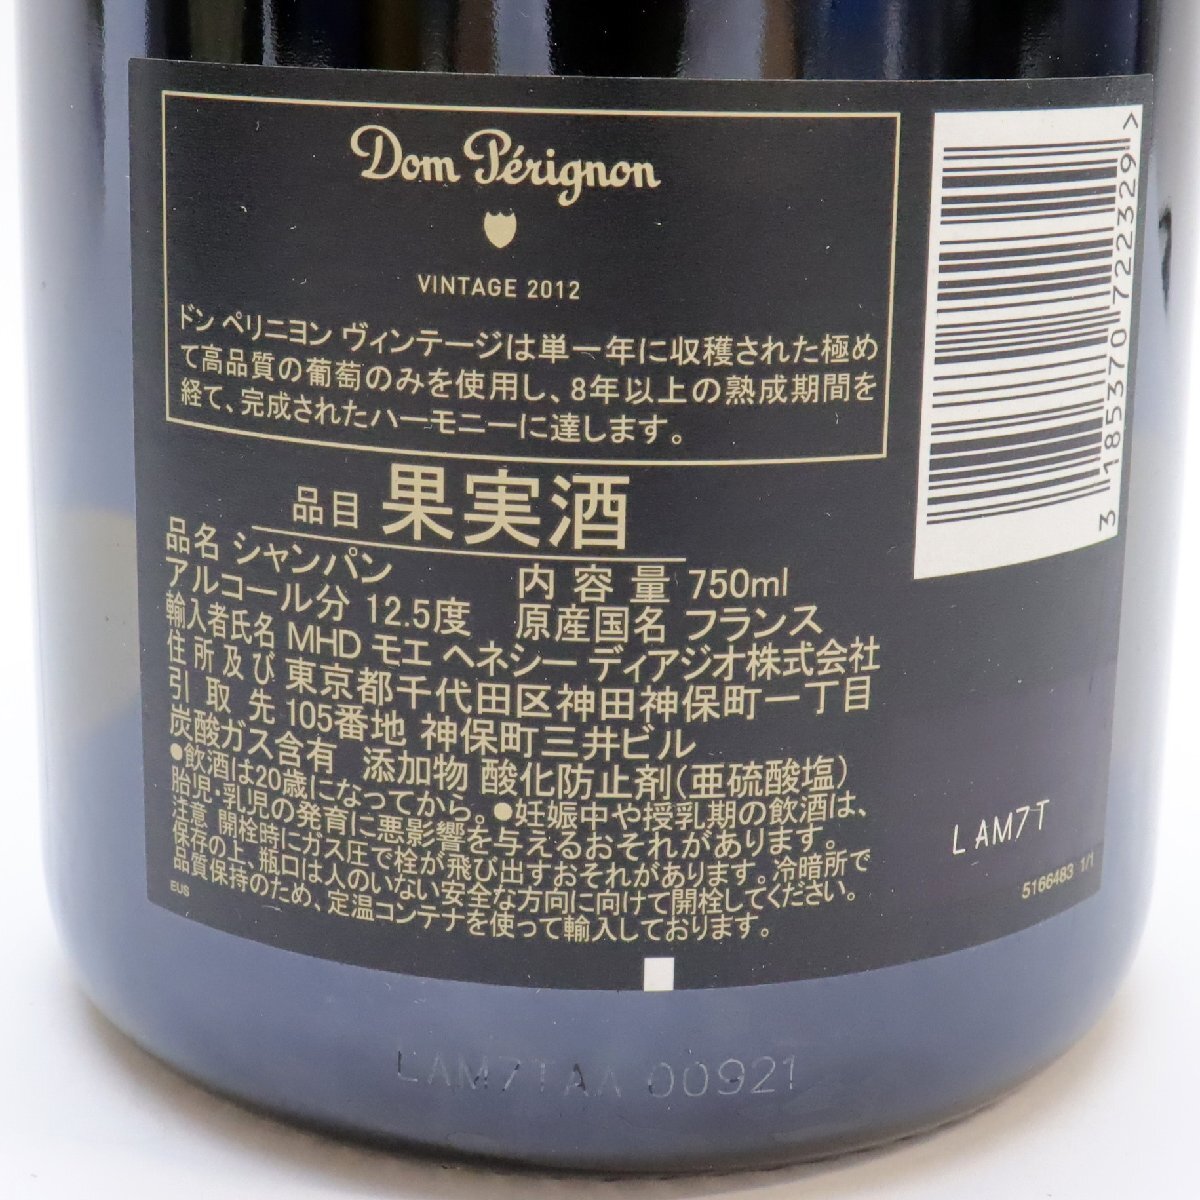 Dom Pérignon
VINTAGE 2012
ドン ペリニヨン ヴィンテージは単一年に収穫された極め
て高品質の葡萄のみを使用し、8年以上の熟成期間を
経て、完成されたハーモニーに達します。
品目 果実酒
品名 シャンパン 内容量 750ml
アルコール分 12.5度 原産国名 フランス
輸入者氏名 MHD モエ ヘネシー ディアジオ株式会社
住所及び 東京都千代田区神田神保町一丁目
引取先 105番地 神保町三井ビル
炭酸ガス含有 添加物 酸化防止剤(亜硫酸塩)
●飲酒は20歳になってから。●妊娠中や授乳期の飲酒は、
胎児・乳児の発育に悪影響を与えるおそれがあります。
注意 開栓時にガス圧で栓が飛び出すおそれがあります。冷暗所で
保存の上、瓶口は人のいない安全な方向に向けて開栓してください。
品質保持のため、定温コンテナを使って輸入しております。
EUS
3 185370 722329 >
LAM7T
5166483 1/1
LAM7TAA 00921